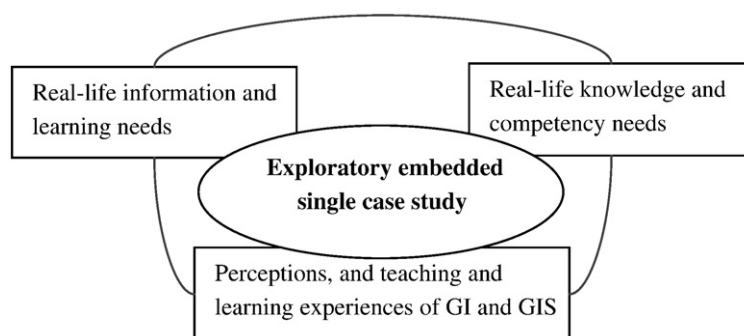 Real-life information and
learning needs
Real-life knowledge and
competency needs
Exploratory embedded
single case study
Perceptions, and teaching and
learning experiences of GI and GIS